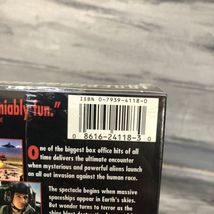 niably fun."
ISBN 0-7939-4118-0
0 8616-24118-3 0
One of the biggest box office hits of all
time delivers the ultimate encounter
when mysterious and powerful aliens launch
an all out invasion against the human race.
The spectacle begins when massive
spaceships appear in Earth's skies.
But wonder turns to terror as the